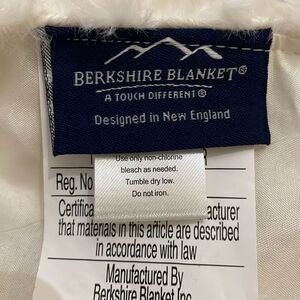 BERKSHIRE BLANKET®
A TOUCH DIFFERENT®
Designed in New England
Use only non-chlorine
bleach as needed.
Tumble dry low.
Do not iron.
Reg. No
that materials in this article are described
in accordance with law
Manufactured By
Berkshire Blanket Inc